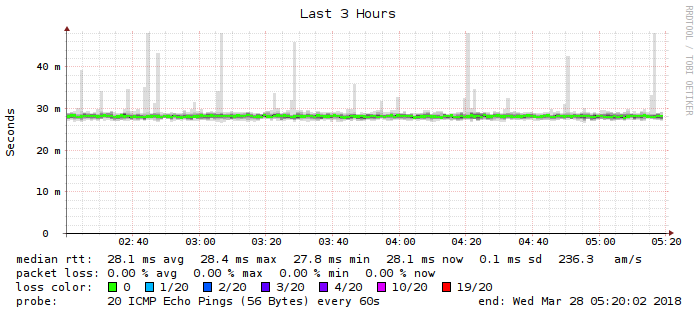 Last 3 Hours
RRDTOOL / TOBI OETIKER
Seconds
40 m
30 m
20 m
10 m
0
02:40 03:00 03:20 03:40 04:00 04:20 04:40 05:00 05:20
median rtt: 28.1 ms avg 28.4 ms max 27.8 ms min 28.1 ms now 0.1 ms sd 236.3 am/s
packet loss: 0.00 % avg 0.00 % max 0.00 % min 0.00 % now
loss color: 0 1/20 2/20 3/20 4/20 10/20 19/20
probe: 20 ICMP Echo Pings (56 Bytes) every 60s end: Wed Mar 28 05:20:02 2018